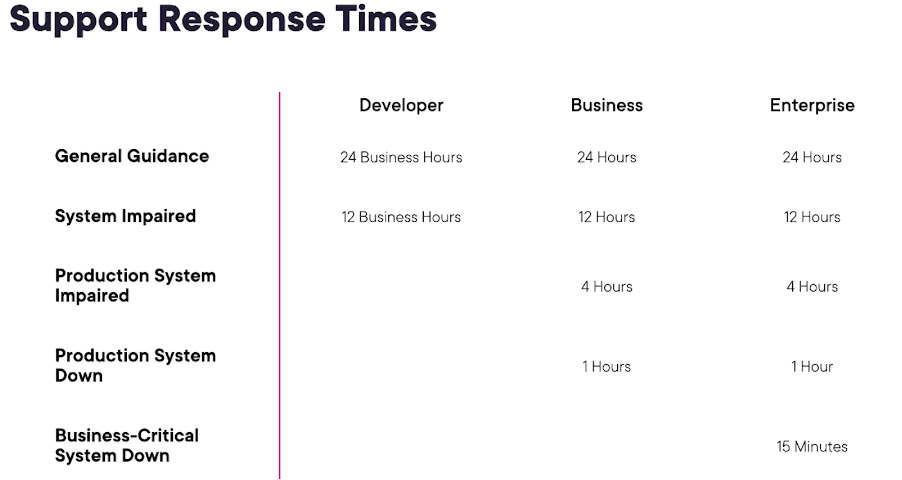 Support Response Times
Developer Business Enterprise
General Guidance 24 Business Hours 24 Hours 24 Hours
System Impaired 12 Business Hours 12 Hours 12 Hours
Production System
Impaired 4 Hours 4 Hours
Production System
Down 1 Hours 1 Hour
Business-Critical
System Down 15 Minutes